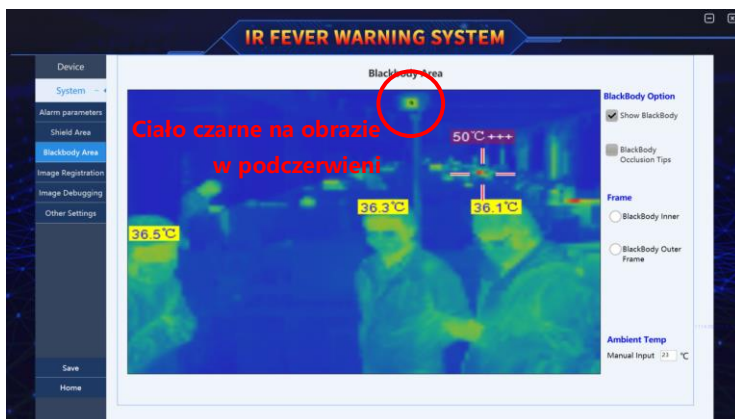 IR FEVER WARNING SYSTEM
Device
System - +
Alarm parameters
Shield Area
Blackbody Area
Image Registration
Image Debugging
Other Settings
Save
Home
Blackbody Area
Ciało czarne na obrazie
w podczerwieni
50℃+++
36.3℃
36.1℃
36.5℃
BlackBody Option
Show BlackBody
BlackBody
Occlusion Tips
Frame
BlackBody Inner
BlackBody Outer
Frame
Ambient Temp
Manual Input 23 ℃